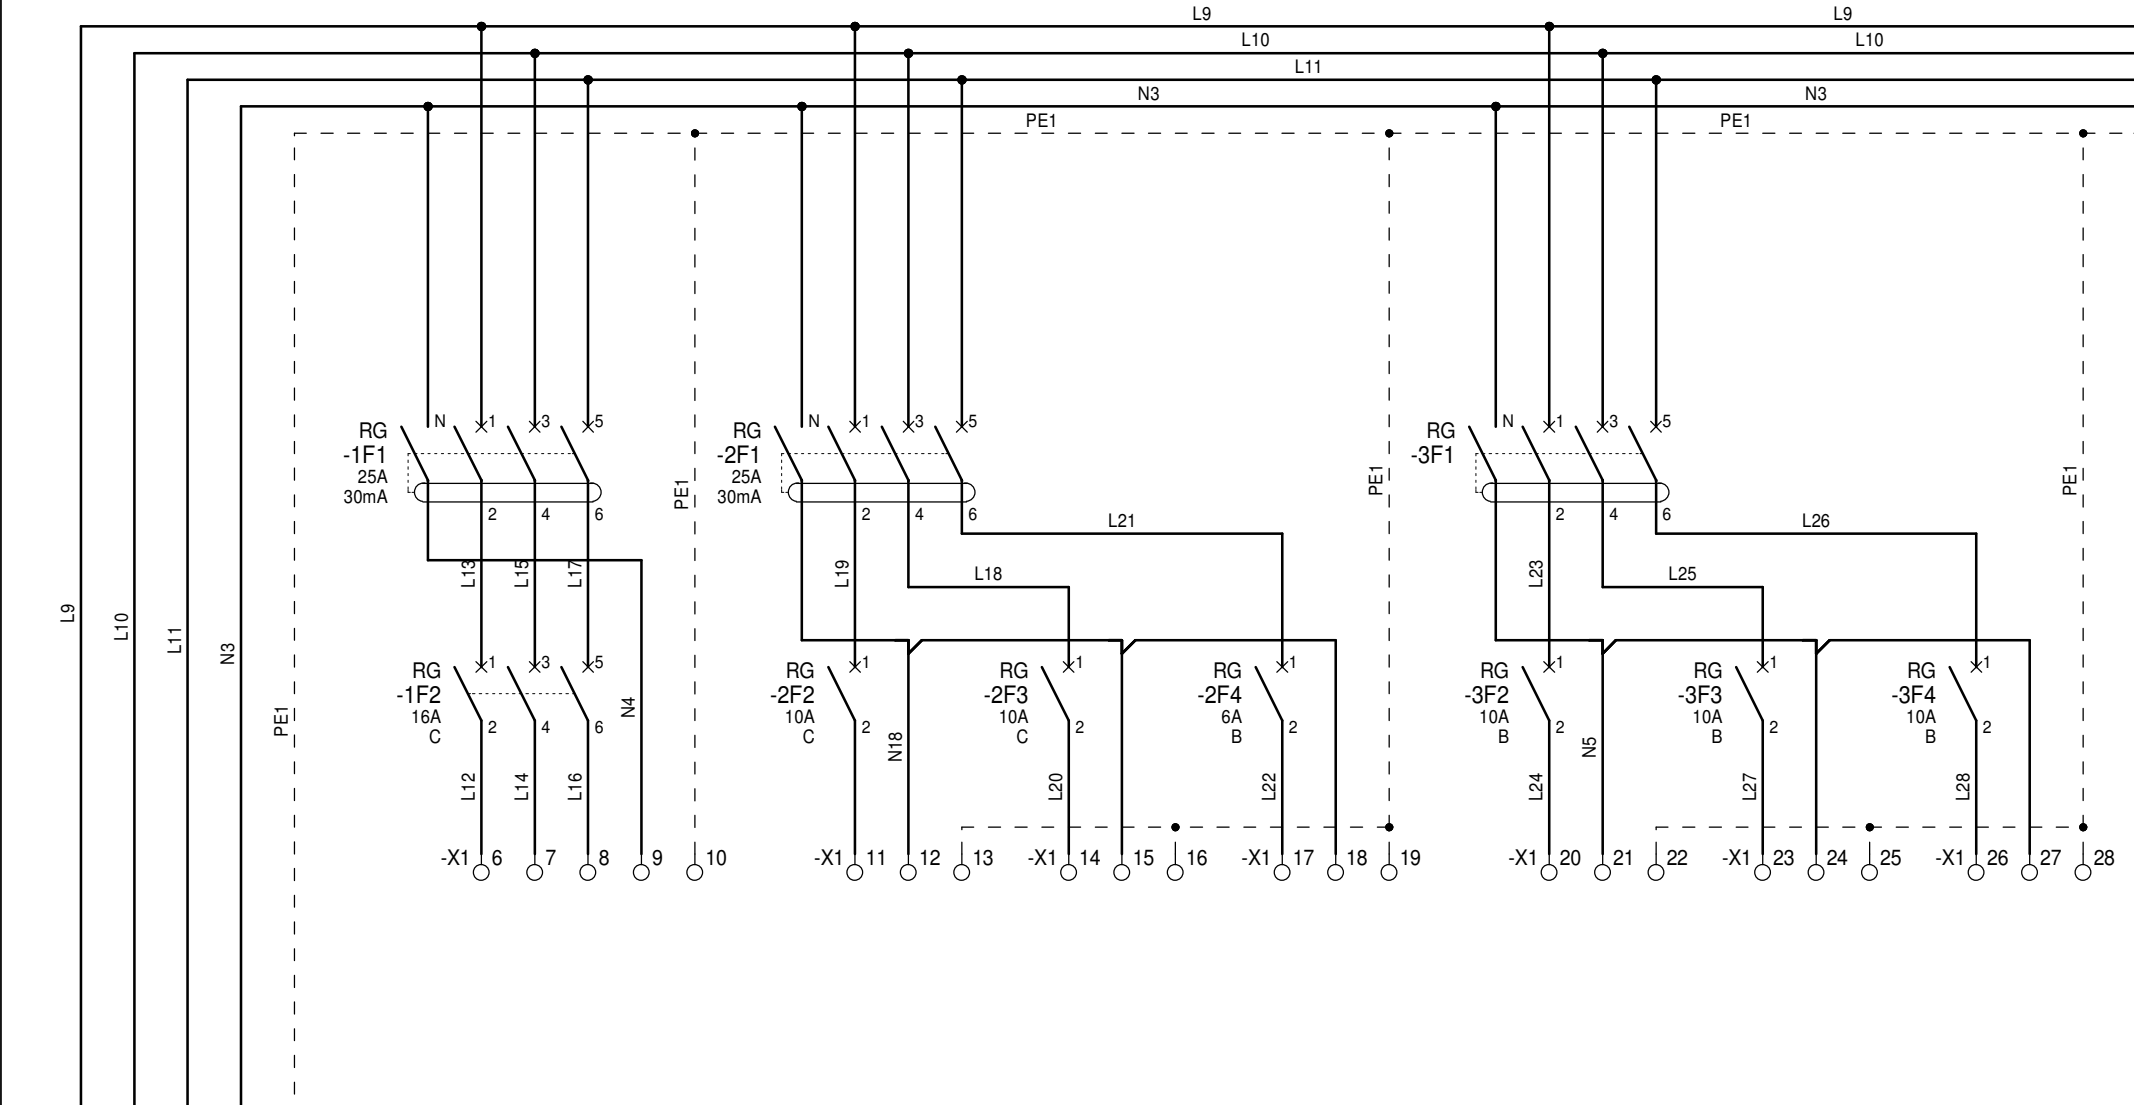 L9 L9
L10 L10
L11
N3 N3
PE1 PE1
RG
-1F1
25A
30mA
N 1 3 5
2 4 6
PE1
RG
-2F1
25A
30mA
N 1 3 5
2 4 6
PE1
RG
-3F1
N 1 3 5
2 4 6
PE1
L21
L26
L13 L15 L17
L19
L18
L23
L25
L9
L10
L11
N3
PE1
RG
-1F2
16A
C
1 3 5
2 4 6
N4
RG
-2F2
10A
C
1
2
N18
RG
-2F3
10A
C
1
2
RG
-2F4
6A
B
1
2
RG
-3F2
10A
B
1
2
N5
RG
-3F3
10A
B
1
2
RG
-3F4
10A
B
1
2
L12 L14 L16
L20
L22
L24
L27
L28
-X1 6 7 8 9 10 -X1 11 12 13 -X1 14 15 16 -X1 17 18 19 -X1 20 21 22 -X1 23 24 25 -X1 26 27 28